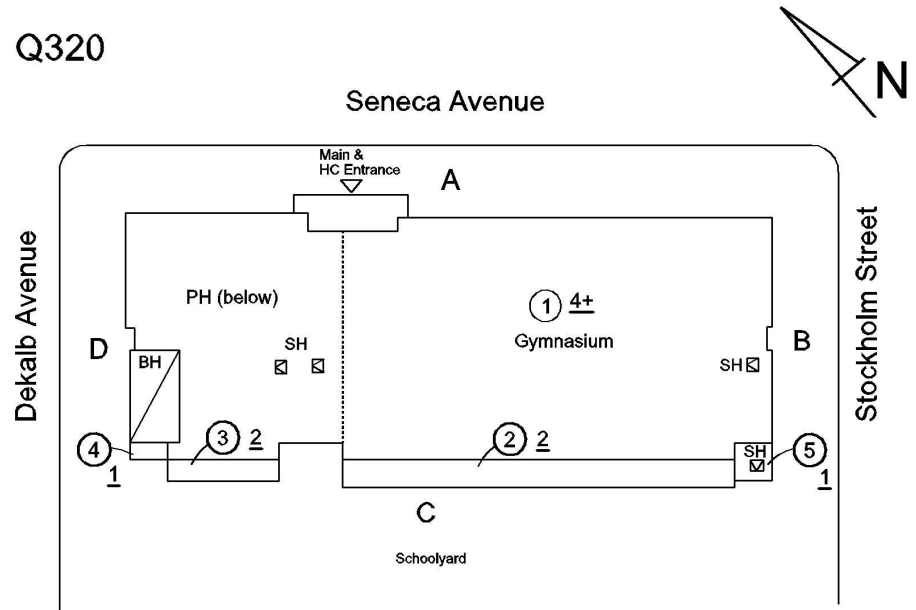 Q320
N
Seneca Avenue
Main &
HC Entrance
A
Dekalb Avenue
Stockholm Street
PH (below)
1 4+
Gymnasium
D
BH
SH
SH
B
4
1
3 2
2 2
SH
5
1
C
Schoolyard